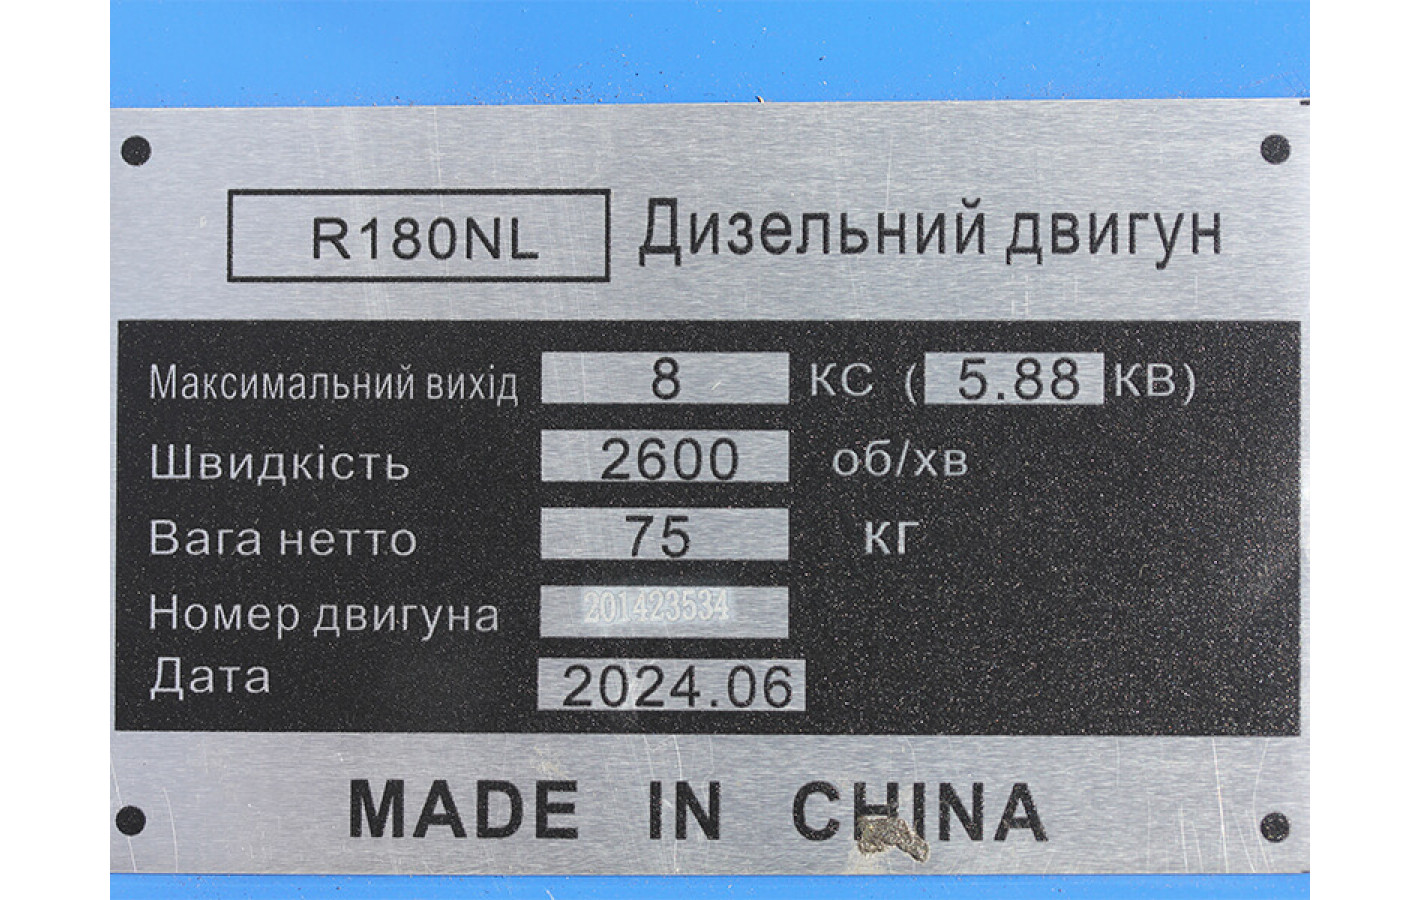 R180NL Дизельний двигун
Максимальний вихід 8 КС ( 5.88 КВ)
Швидкість 2600 об/хв
Вага нетто 75 КГ
Номер двигуна 201423534
Дата 2024.06
MADE IN CHINA